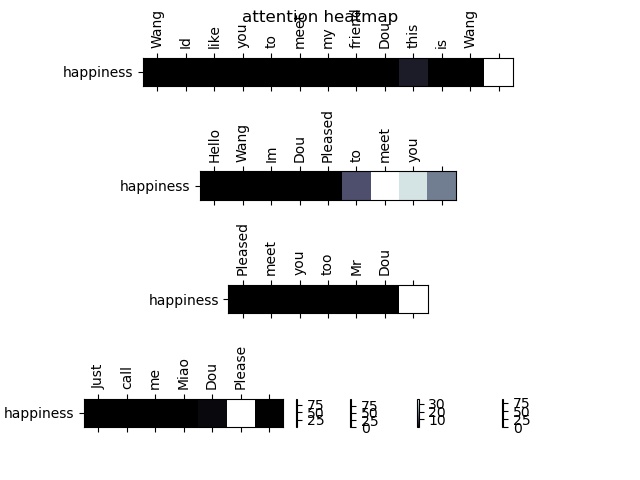 attention heatmap
Wang Id like you to meet my friend Dou this is Wang
happiness
Hello Wang Im Dou Pleased to meet you
happiness
Pleased meet you too Mr Dou
happiness
Just call me Miao Dou Please
happiness
75 75 30 75
50 50 20 50
25 25 10 25
0 0